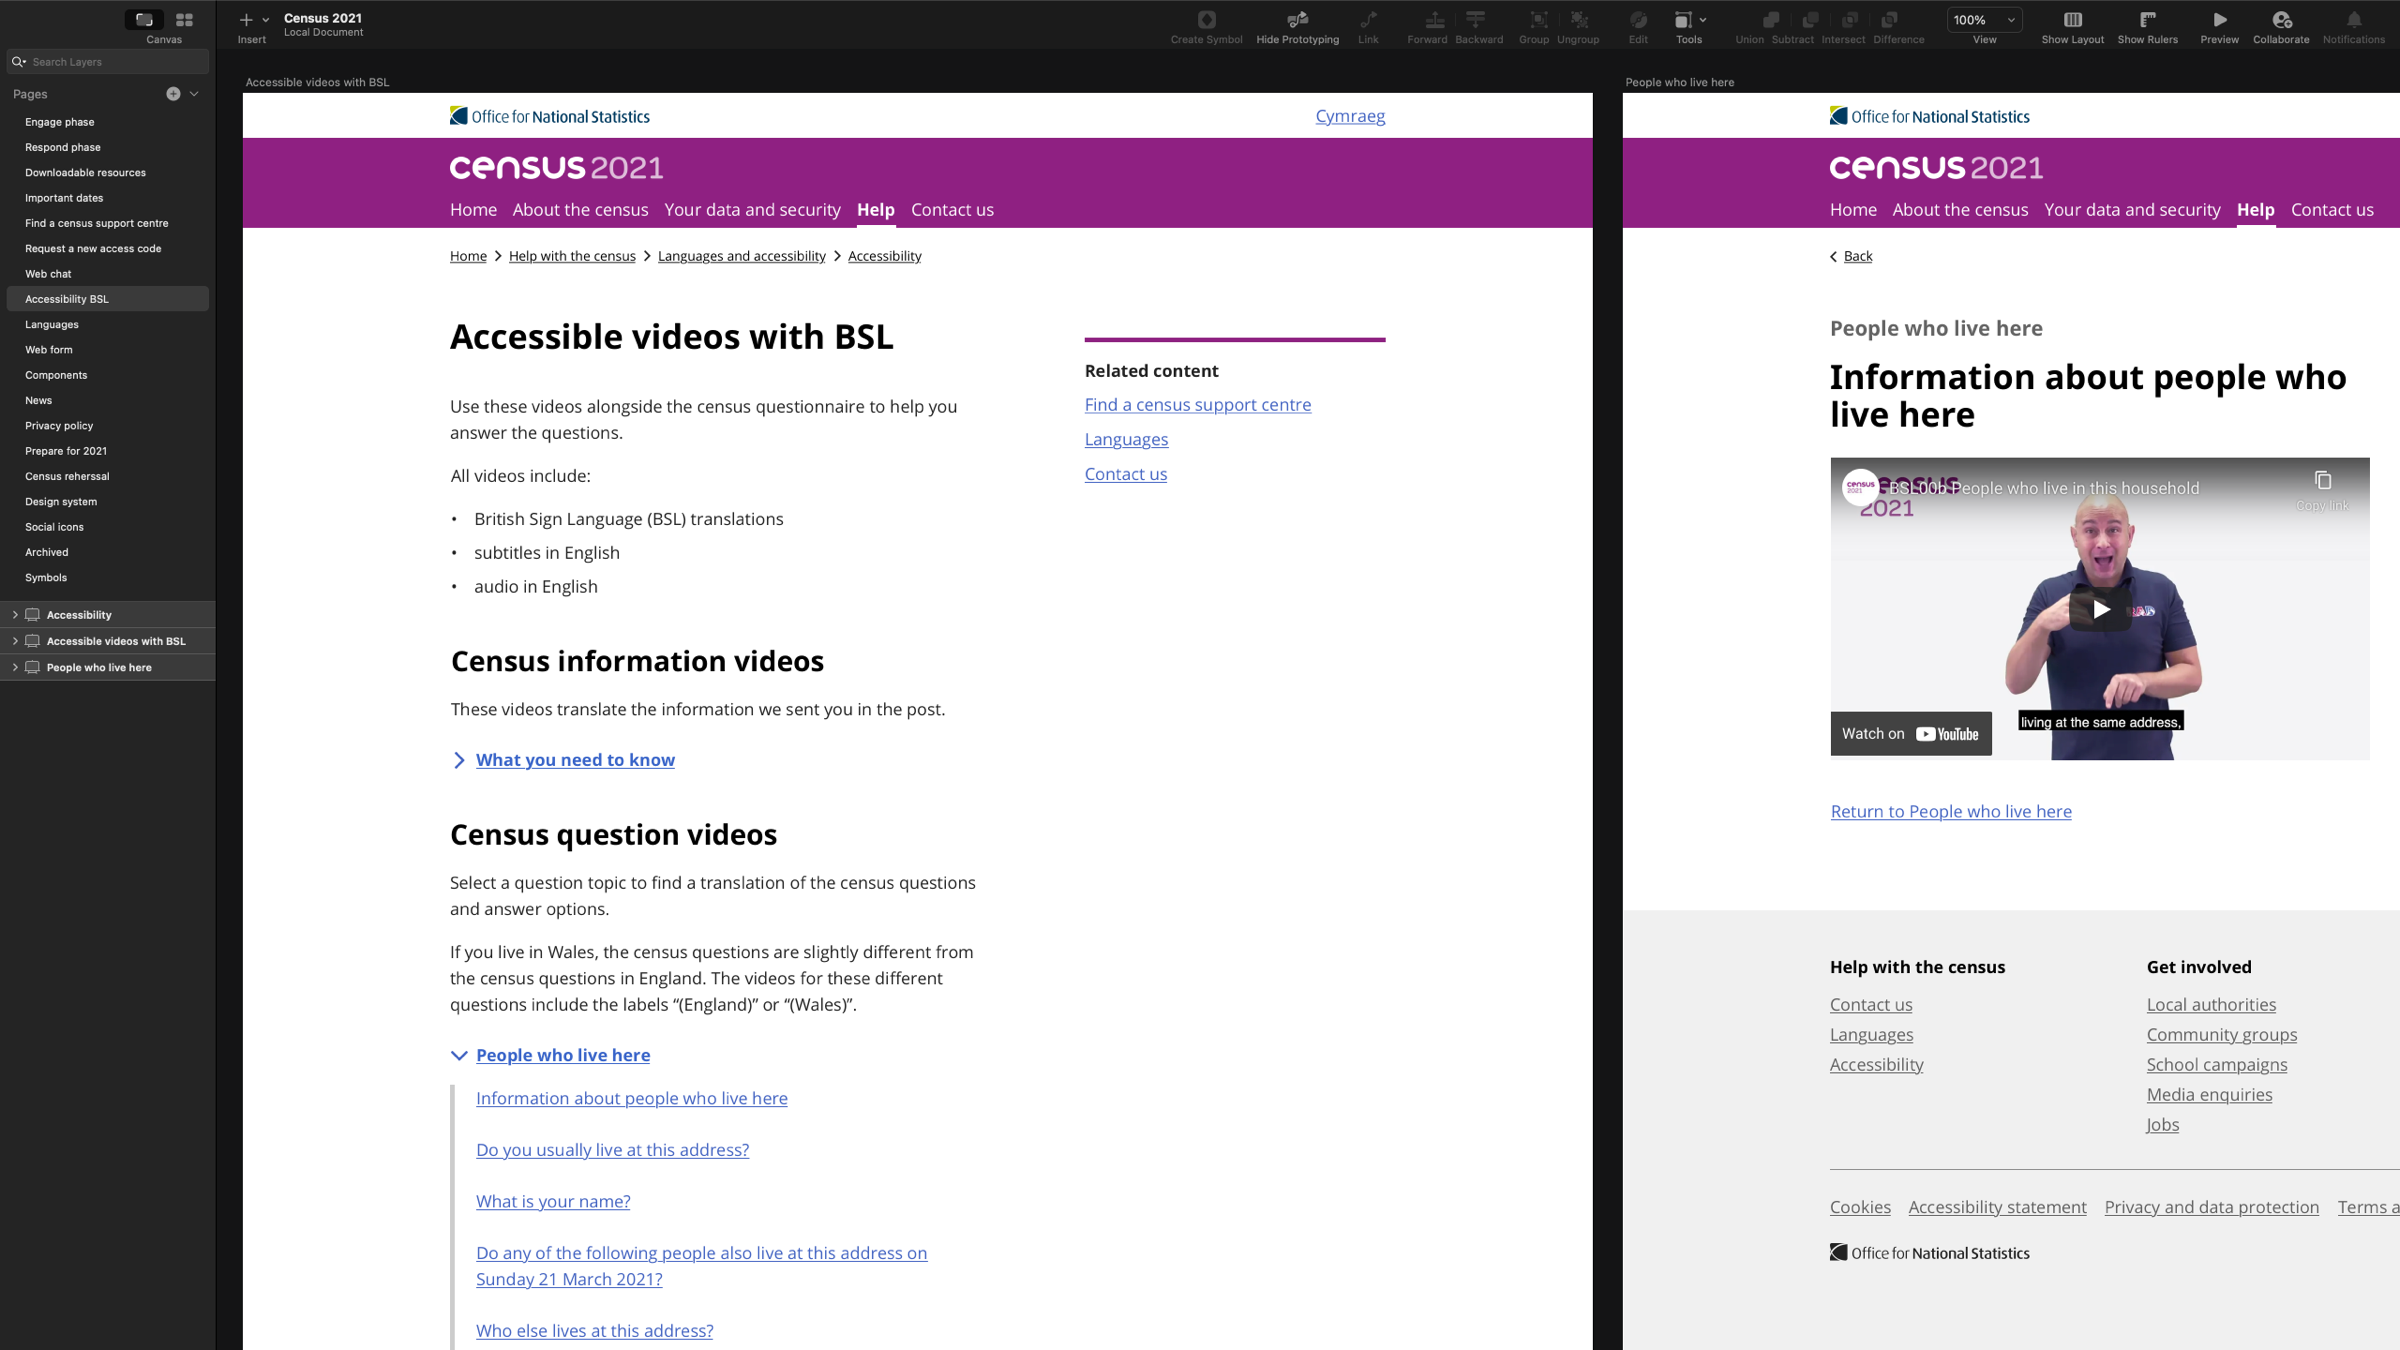 Canvas
Insert
Census 2021
Local Document
Create Symbol
Hide Prototyping
Link
Forward
Backward
Group
Ungroup
Edit
Tools
Union
Subtract
Intersect
Difference
100%
View
Show Layout
Show Rulers
Preview
Collaborate
Notifications
Search Layers
Pages
Engage phase
Respond phase
Downloadable resources
Important dates
Find a census support centre
Request a new access code
Web chat
Accessibility BSL
Languages
Web form
Components
News
Privacy policy
Prepare for 2021
Census reherssal
Design system
Social icons
Archived
Symbols
Accessibility
Accessible videos with BSL
People who live here
Accessible videos with BSL
Office for National Statistics
Cymraeg
census 2021
Home About the census Your data and security Help Contact us
Home > Help with the census > Languages and accessibility > Accessibility
Accessible videos with BSL
Use these videos alongside the census questionnaire to help you
answer the questions.
All videos include:
• British Sign Language (BSL) translations
• subtitles in English
• audio in English
Census information videos
These videos translate the information we sent you in the post.
What you need to know
Census question videos
Select a question topic to find a translation of the census questions
and answer options.
If you live in Wales, the census questions are slightly different from
the census questions in England. The videos for these different
questions include the labels “(England)” or “(Wales)”.
People who live here
Information about people who live here
Do you usually live at this address?
What is your name?
Do any of the following people also live at this address on
Sunday 21 March 2021?
Who else lives at this address?
Related content
Find a census support centre
Languages
Contact us
People who live here
Office for National Statistics
census 2021
Home About the census Your data and security Help Contact us
Back
People who live here
Information about people who
live here
census
2021
census
2021
BSL00b People who live in this household
Copy link
living at the same address,
Watch on YouTube
Return to People who live here
Help with the census
Contact us
Languages
Accessibility
Get involved
Local authorities
Community groups
School campaigns
Media enquiries
Jobs
Cookies Accessibility statement Privacy and data protection Terms a
Office for National Statistics